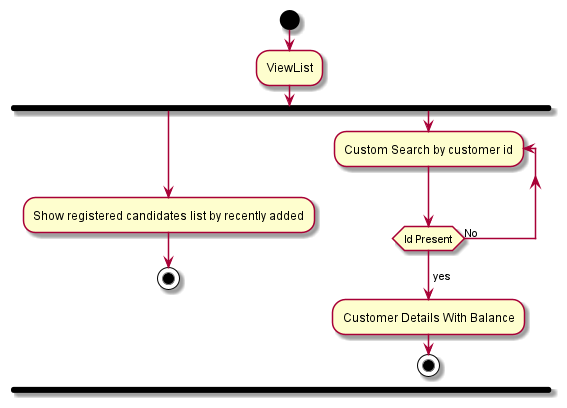 ViewList
Custom Search by customer id
Show registered candidates list by recently added
Id Present
No
yes
Customer Details With Balance